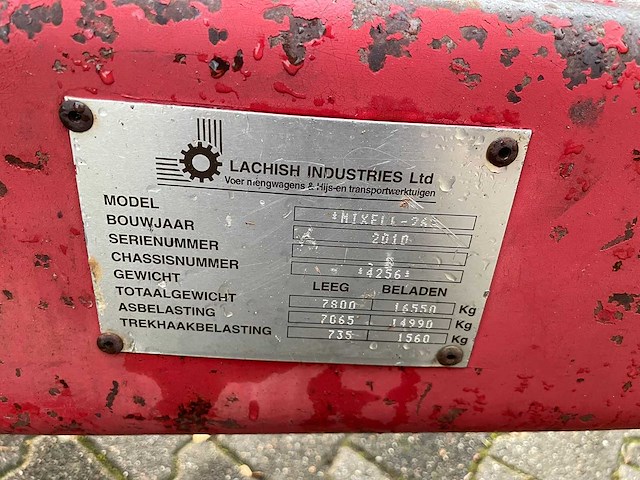 LACHISH INDUSTRIES Ltd
Voer mengwagens & Hijs-en transportwerktuigen
MODEL
BOUWJAAR 2010
SERIENUMMER
CHASSISNUMMER *4256*
GEWICHT LEEG BELADEN
TOTAALGEWICHT 7800 16550 Kg
ASBELASTING 7065 14990 Kg
TREKHAAKBELASTING 735 1560 Kg